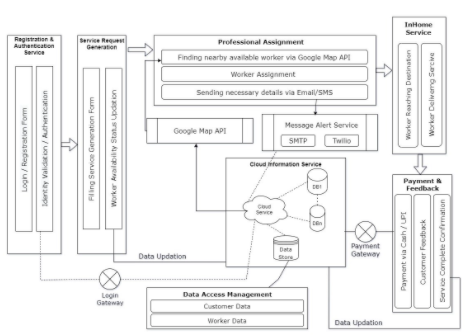 Registration &
Authentication
Service
Login / Registration Form
Identity Validation / Authentication
Service Request
Generation
Filling Service Generation Form
Worker Availability Status Updation
Professional Assignment
Finding nearby available worker via Google Map API
Worker Assignment
Sending necessary details via Email/SMS
InHome
Service
Worker Reaching Destination
Worker Delivering Service
Google Map API
Message Alert Service
SMTP
Twilio
Cloud Information Service
DB1
Cloud
Service
DBn
Data
Store
Payment &
Feedback
Payment via Cash / UPI
Customer Feedback
Service Complete Confirmation
Payment
Gateway
Data Updation
Login
Gateway
Data Access Management
Customer Data
Worker Data
Data Updation